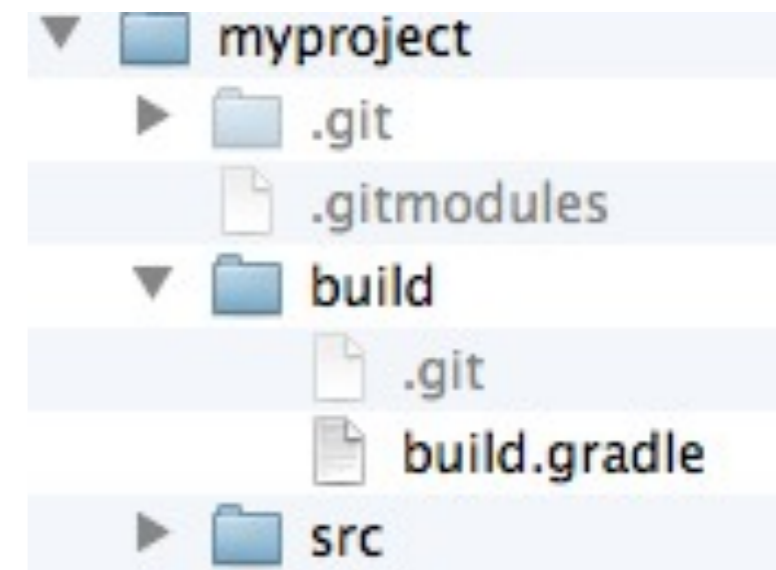 myproject
.git
.gitmodules
build
.git
build.gradle
src